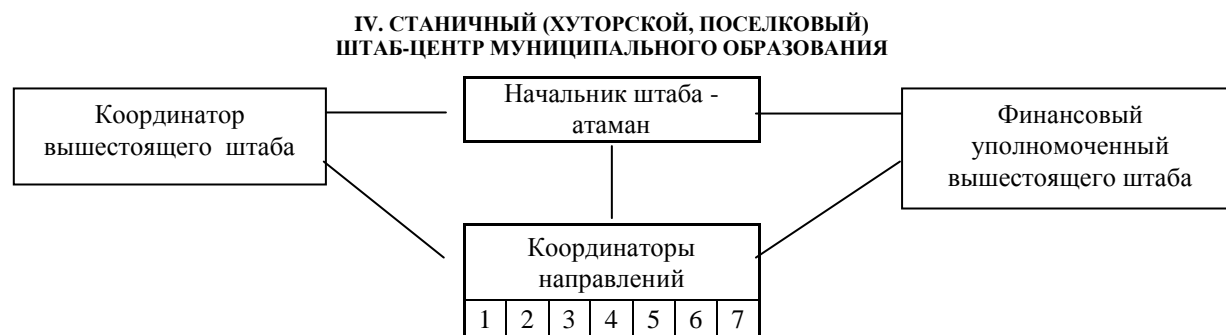 IV. СТАНИЧНЫЙ (ХУТОРСКОЙ, ПОСЕЛКОВЫЙ)
ШТАБ-ЦЕНТР МУНИЦИПАЛЬНОГО ОБРАЗОВАНИЯ
Координатор
вышестоящего штаба
Начальник штаба -
атаман
Финансовый
уполномоченный
вышестоящего штаба
Координаторы
направлений
1 2 3 4 5 6 7